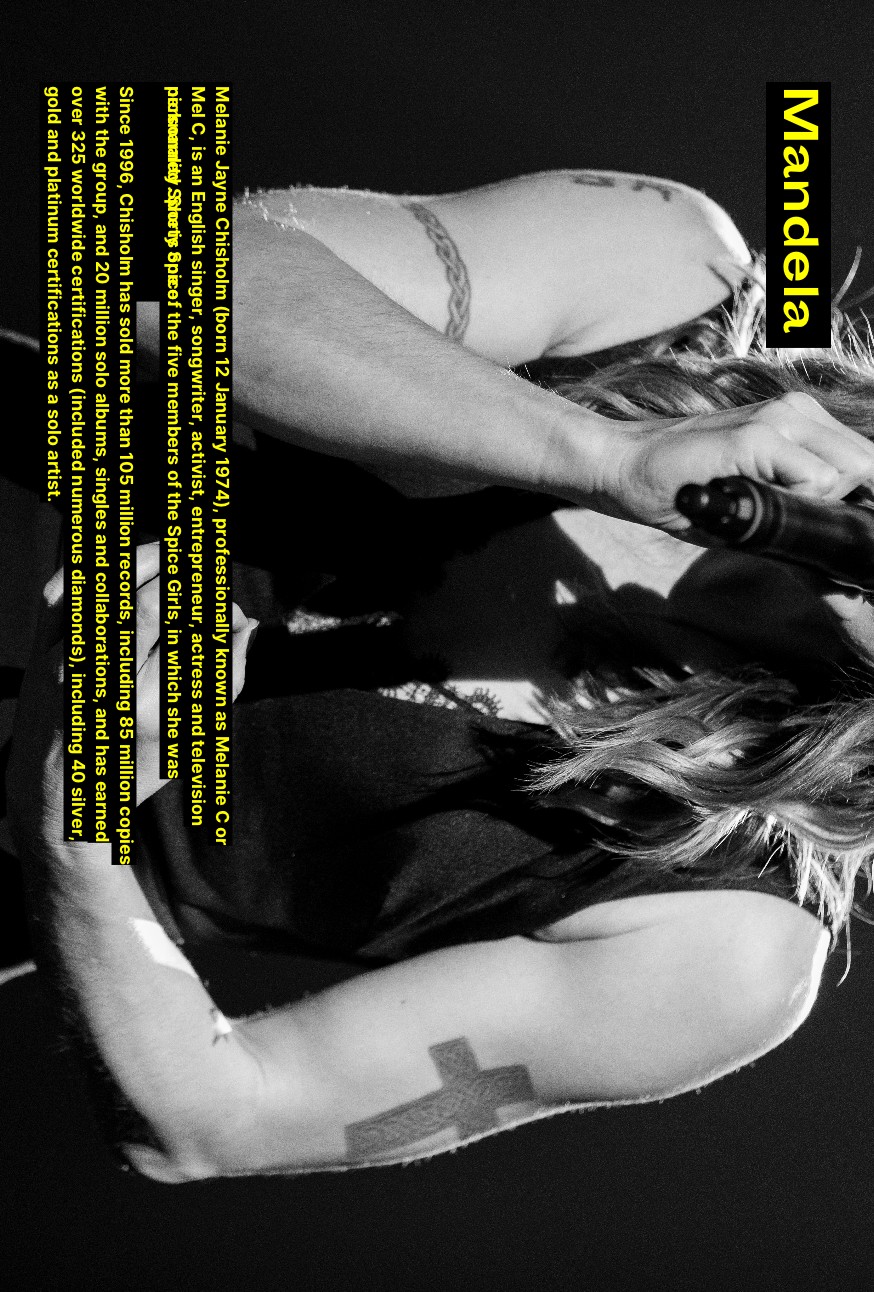 Mandela
Melanie Jayne Chisholm (born 12 January 1974), professionally known as Melanie C or
Mel C, is an English singer, songwriter, activist, entrepreneur, actress and television
of the five members of the Spice Girls, in which she was
Since 1996, Chisholm has sold more than 105 million records, including 85 million copies
with the group, and 20 million solo albums, singles and collaborations, and has earned
over 325 worldwide certifications (included numerous diamonds), including 40 silver,
gold and platinum certifications as a solo artist.